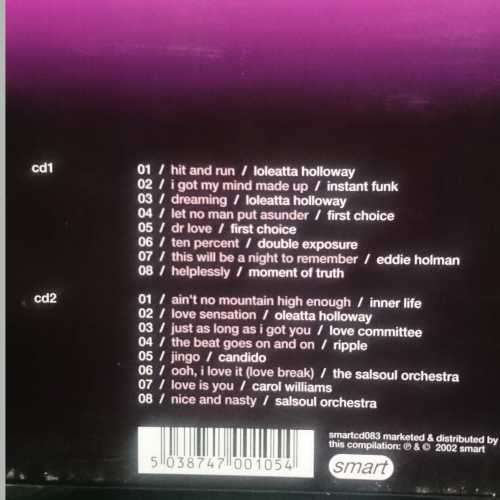 cd1
01 / hit and run / loleatta holloway
02 / i got my mind made up / instant funk
03 / dreaming / loleatta holloway
04 / let no man put asunder / first choice
05 / dr love / first choice
06 / ten percent / double exposure
07 / this will be a night to remember / eddie holman
08 / helplessly / moment of truth
cd2
01 / ain't no mountain high enough / inner life
02 / love sensation / oleatta holloway
03 / just as long as i got you / love committee
04 / the beat goes on and on / ripple
05 / jingo / candido
06 / ooh, i love it (love break) / the salsoul orchestra
07 / love is you / carol williams
08 / nice and nasty / salsoul orchestra
smartcd083 marketed & distributed by
this compilation: ℗ & © 2002 smart
5 038747 001054
smart